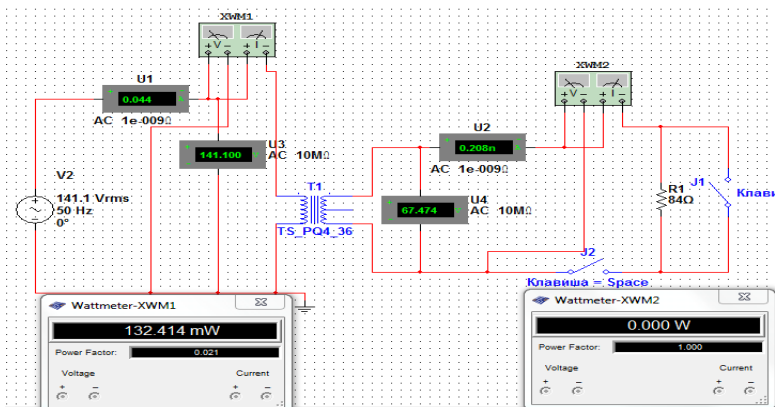 XWM1
V I
U1
0.044 A
AC 1e-009Ω
U3
141.100 V
AC 10MΩ
V2
141.1 Vrms
50 Hz
0°
T1
TS_PQ4_36
XWM2
V I
U2
0.208n
AC 1e-009Ω
U4
67.474
AC 10MΩ
R1
84Ω
J1
Клави
J2
Клавиша = Space
Wattmeter-XWM1
132.414 mW
Power Factor: 0.021
Voltage Current
+ − + −
Wattmeter-XWM2
0.000 W
Power Factor: 1.000
Voltage Current
+ − + −